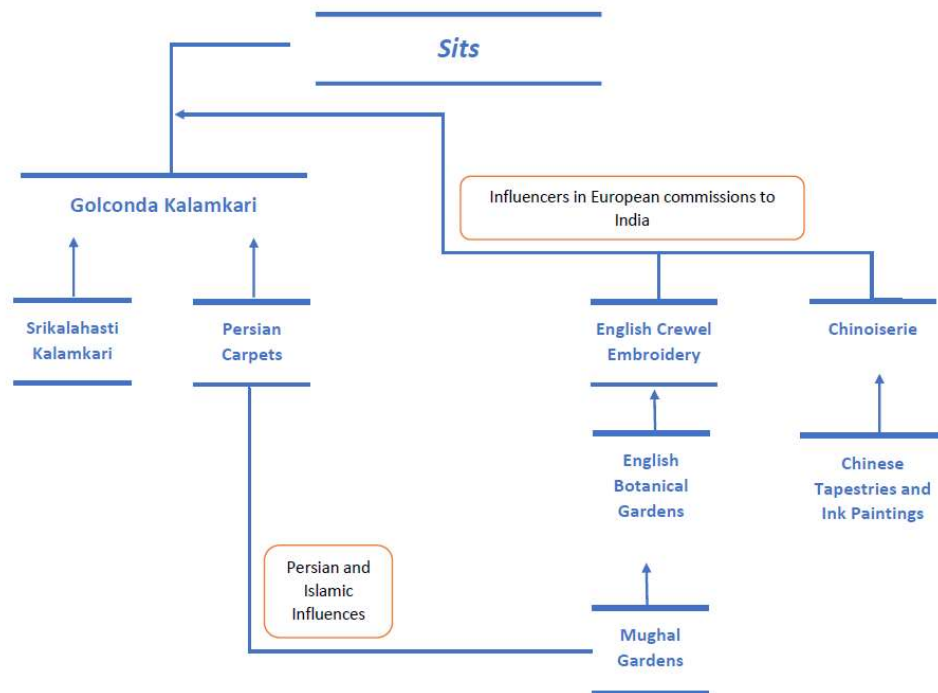 Sits
Golconda Kalamkari
Influencers in European commissions to
India
Srikalahasti
Kalamkari
Persian
Carpets
English Crewel
Embroidery
Chinoiserie
English
Botanical
Gardens
Chinese
Tapestries and
Ink Paintings
Persian and
Islamic
Influences
Mughal
Gardens